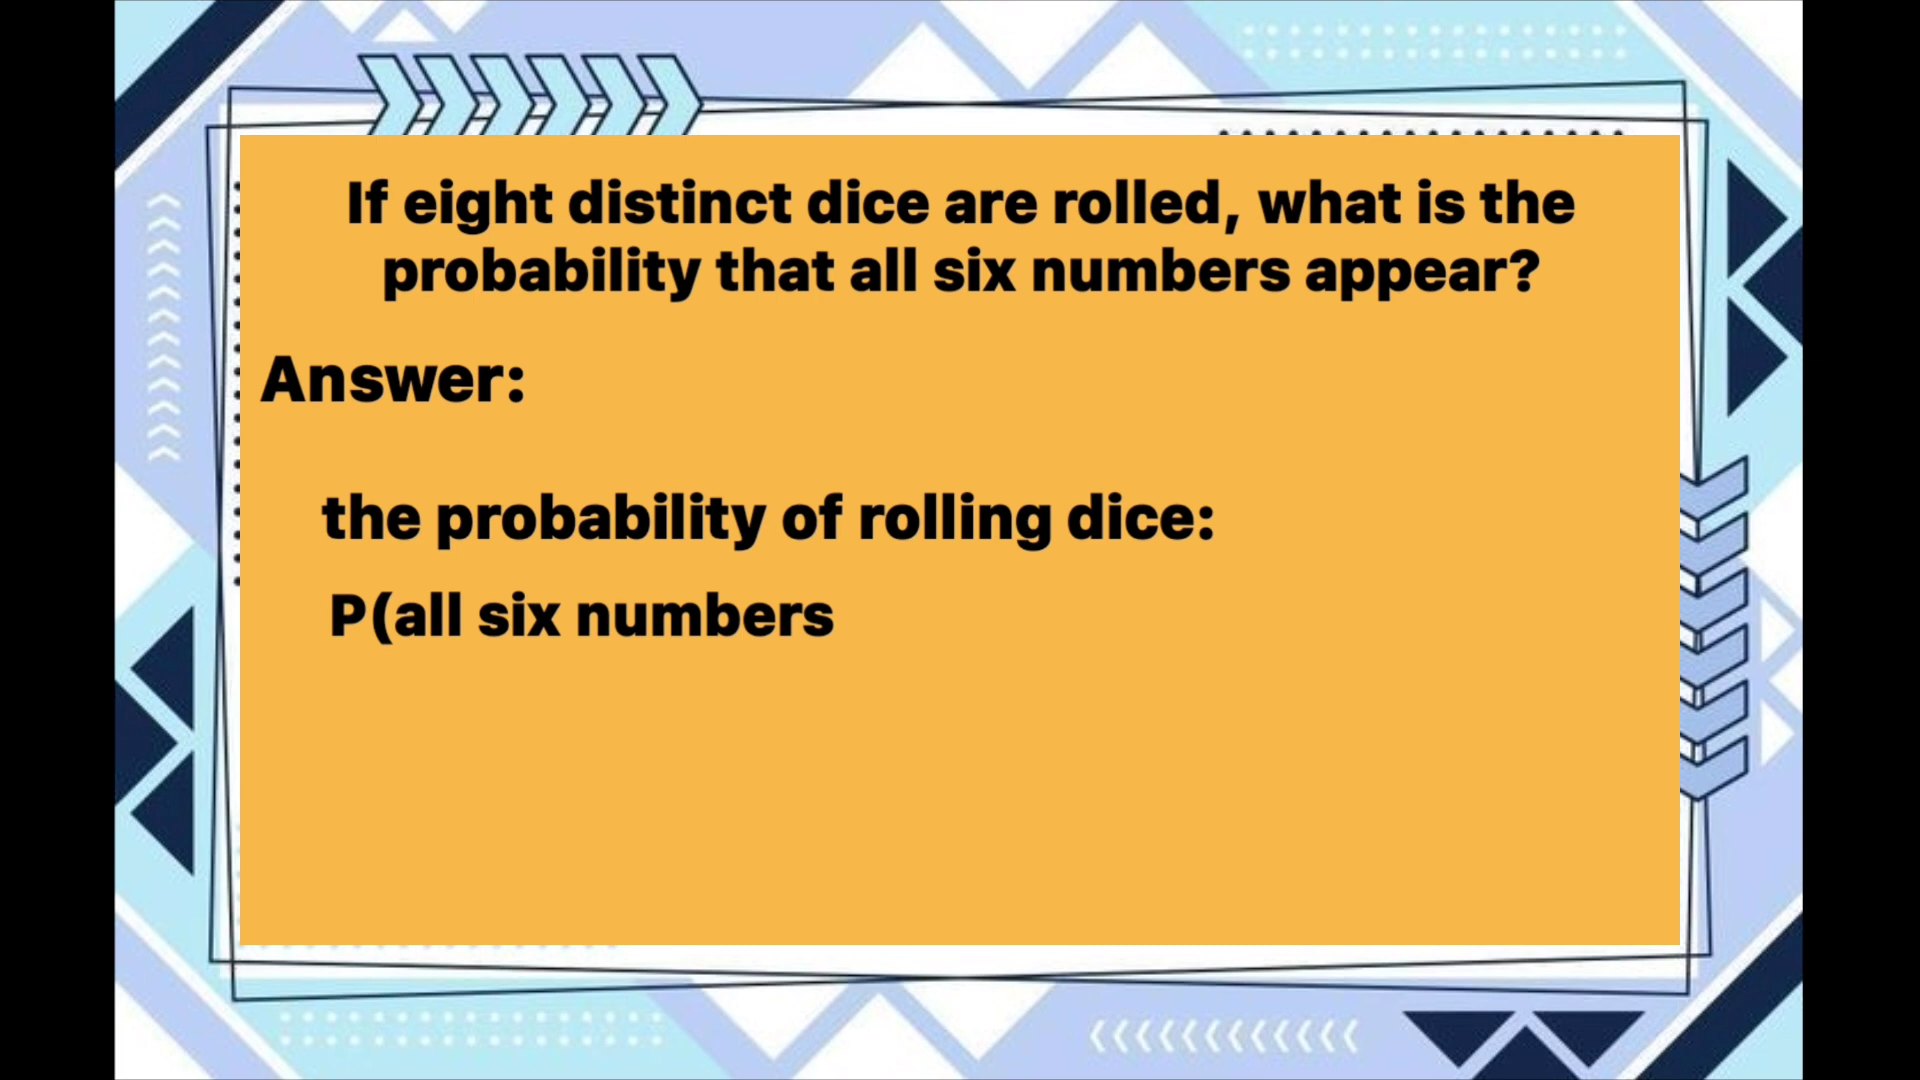 If eight distinct dice are rolled, what is the
probability that all six numbers appear?
Answer:
the probability of rolling dice:
P(all six numbers